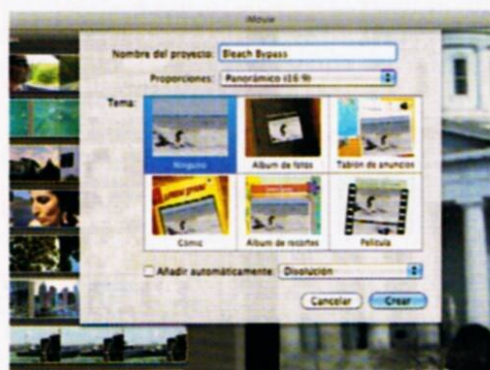 iMovie
Nombre del proyecto: Bleach Bypass
Proporciones: Panorámico (16:9)
Tema:
Ninguno Álbum de fotos Tablón de anuncios
Cómic Álbum de recortes Película
Añadir automáticamente: Disolución
Cancelar Crear